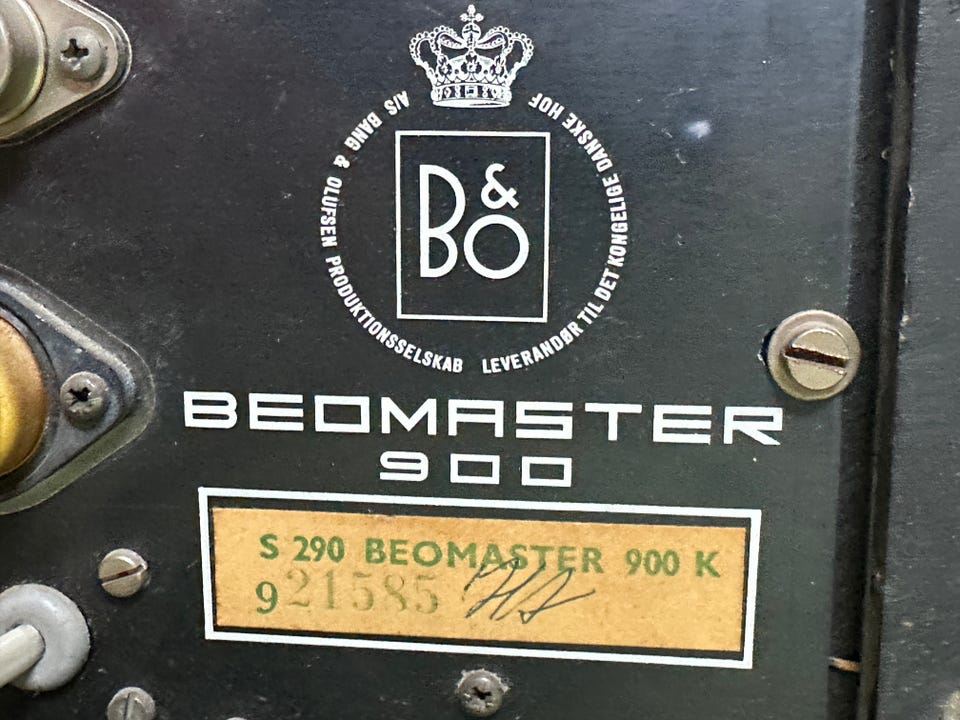 A/S BANG & OLUFSEN PRODUKTIONSSELSKAB LEVERANDØR TIL DET KONGELIGE DANSKE HOF
B&O
BEOMASTER
900
S 290 BEOMASTER 900 K
921585